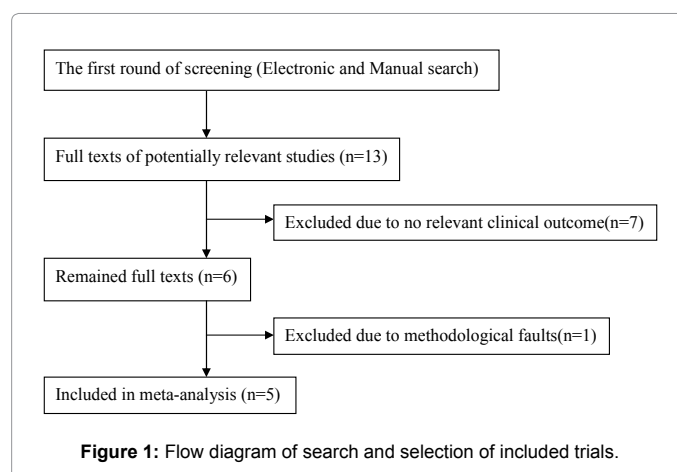 The first round of screening (Electronic and Manual search)
Full texts of potentially relevant studies (n=13)
Excluded due to no relevant clinical outcome(n=7)
Remained full texts (n=6)
Excluded due to methodological faults(n=1)
Included in meta-analysis (n=5)
Figure 1: Flow diagram of search and selection of included trials.